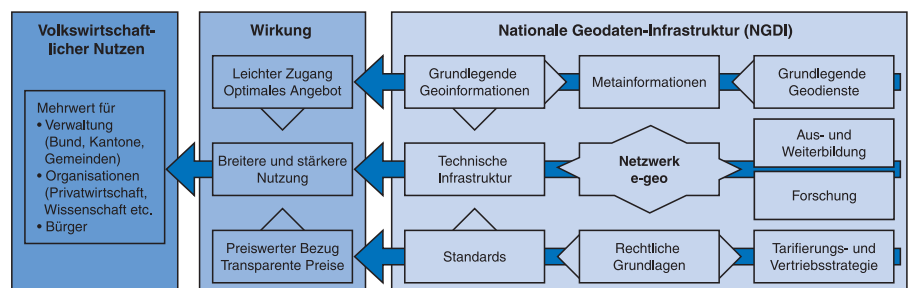 Volkswirtschaft-
licher Nutzen
Mehrwert für
• Verwaltung
(Bund, Kantone,
Gemeinden)
• Organisationen
(Privatwirtschaft,
Wissenschaft etc.
• Bürger
Wirkung
Leichter Zugang
Optimales Angebot
Breitere und stärkere
Nutzung
Preiswerter Bezug
Transparente Preise
Nationale Geodaten-Infrastruktur (NGDI)
Grundlegende
Geoinformationen
Metainformationen
Grundlegende
Geodienste
Technische
Infrastruktur
Netzwerk
e-geo
Aus- und
Weiterbildung
Forschung
Standards
Rechtliche
Grundlagen
Tarifierungs- und
Vertriebsstrategie